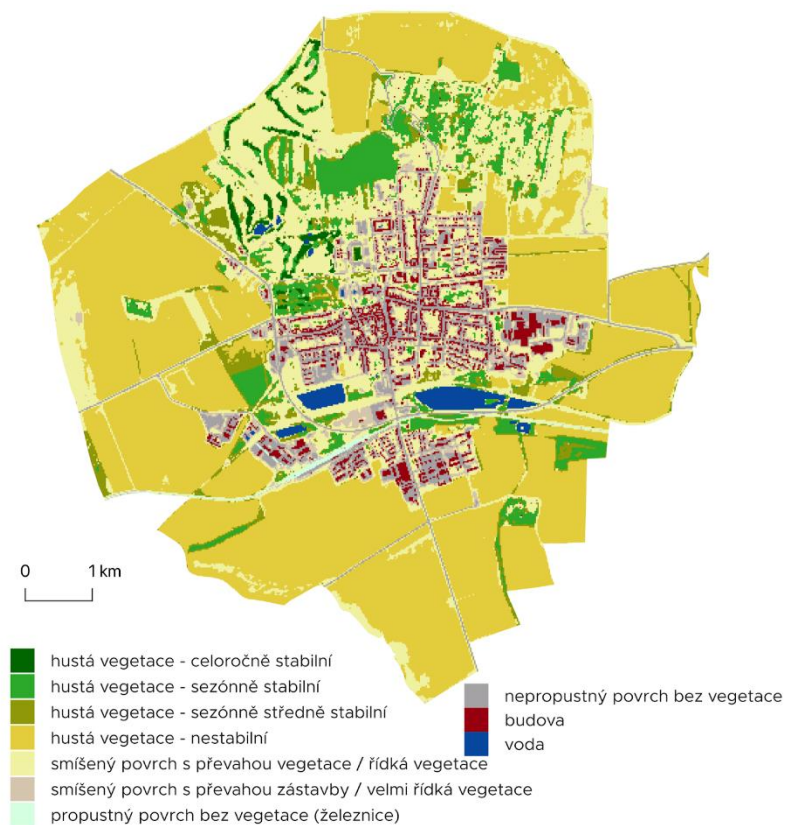 0 1 km
hustá vegetace - celoročně stabilní
hustá vegetace - sezónně stabilní
hustá vegetace - sezónně středně stabilní
hustá vegetace - nestabilní
smíšený povrch s převahou vegetace / řídká vegetace
smíšený povrch s převahou zástavby / velmi řídká vegetace
propustný povrch bez vegetace (železnice)
nepropustný povrch bez vegetace
budova
voda